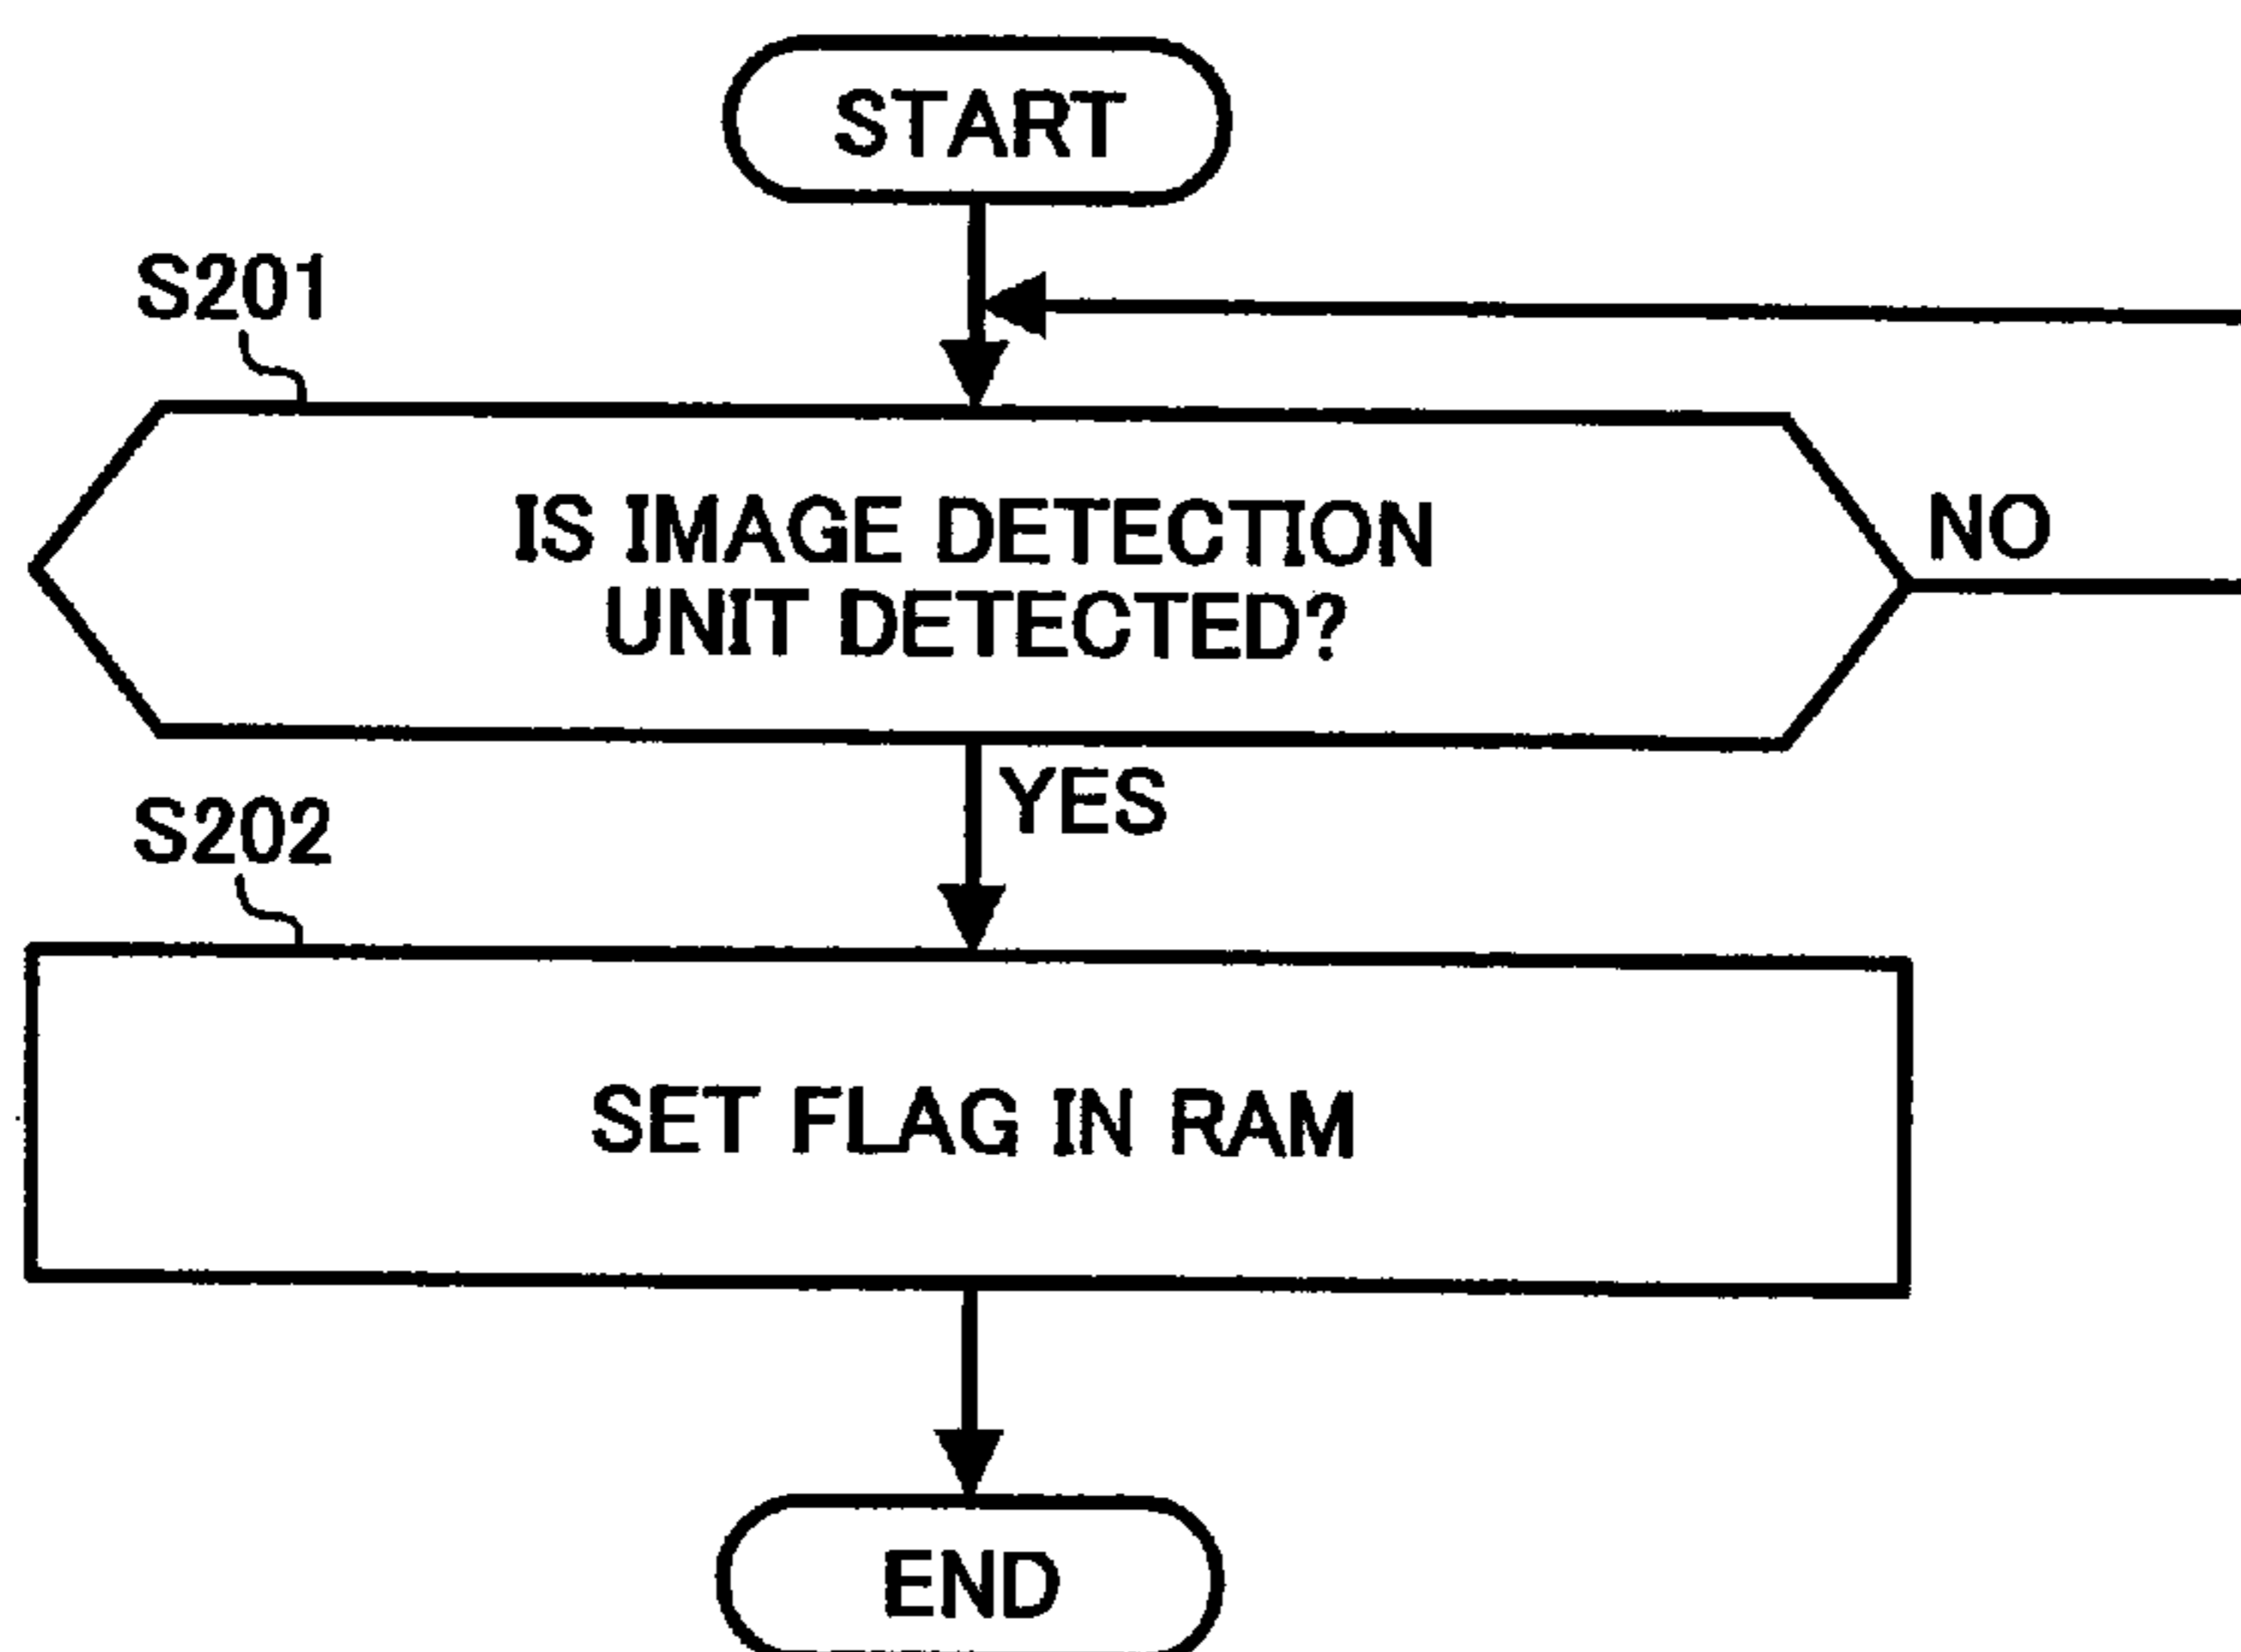 START
S201
IS IMAGE DETECTION
UNIT DETECTED?
NO
YES
S202
SET FLAG IN RAM
END